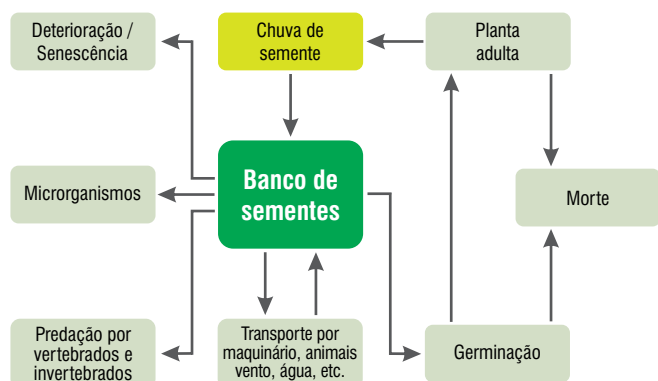 Deterioração /
Senescência
Chuva de
semente
Planta
adulta
Microrganismos
Banco de
sementes
Morte
Predação por
vertebrados e
invertebrados
Transporte por
maquinário, animais
vento, água, etc.
Germinação